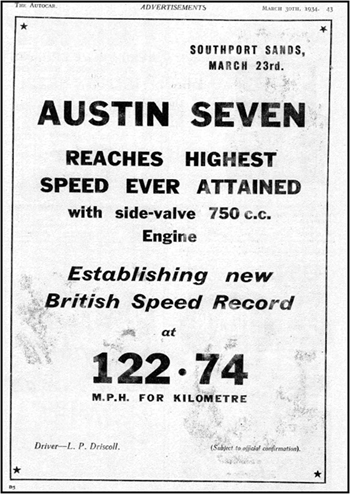 The Autocar. ADVERTISEMENTS March 30th, 1934. 43
SOUTHPORT SANDS,
MARCH 23rd.
AUSTIN SEVEN
REACHES HIGHEST
SPEED EVER ATTAINED
with side-valve 750 c.c.
Engine
Establishing new
British Speed Record
at
122·74
M.P.H. FOR KILOMETRE
Driver—L. P. Driscoll. (Subject to official confirmation).